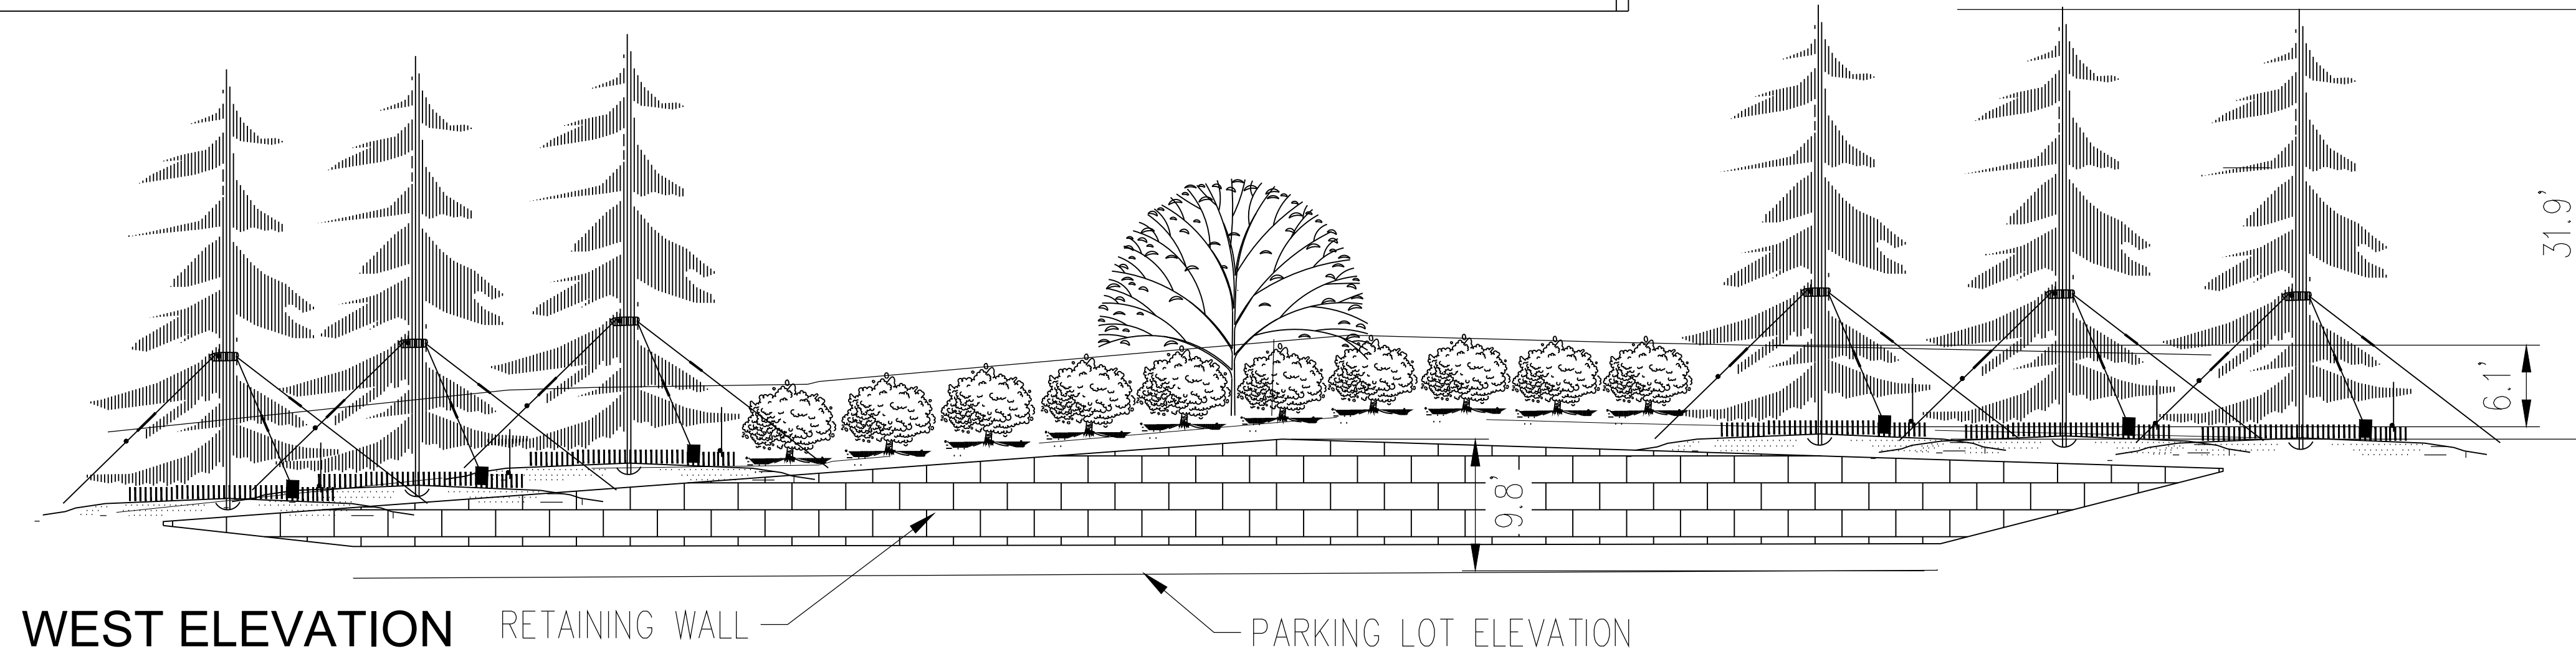 31.9'
6.1'
9.8'
WEST ELEVATION
RETAINING WALL
PARKING LOT ELEVATION